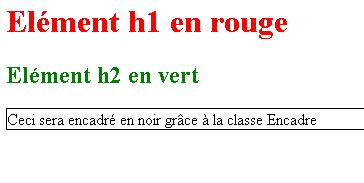 Elément h1 en rouge
Elément h2 en vert
Ceci sera encadré en noir grâce à la classe Encadre